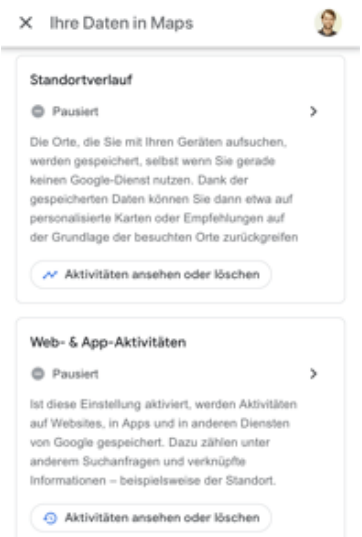 Ihre Daten in Maps
Standortverlauf
Pausiert
Die Orte, die Sie mit Ihren Geräten aufsuchen,
werden gespeichert, selbst wenn Sie gerade
keinen Google-Dienst nutzen. Dank der
gespeicherten Daten können Sie dann etwa auf
personalisierte Karten oder Empfehlungen auf
der Grundlage der besuchten Orte zurückgreifen
Aktivitäten ansehen oder löschen
Web- & App-Aktivitäten
Pausiert
Ist diese Einstellung aktiviert, werden Aktivitäten
auf Websites, in Apps und in anderen Diensten
von Google gespeichert. Dazu zählen unter
anderem Suchanfragen und verknüpfte
Informationen – beispielsweise der Standort.
Aktivitäten ansehen oder löschen